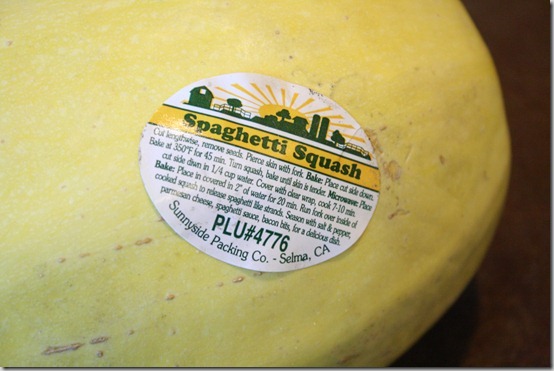 Spaghetti Squash
Cut lengthwise, remove seeds. Pierce skin with fork. Bake: Place cut side down.
Bake at 350°F for 45 min. Turn squash, bake until skin is tender. Microwave: Place
cut side down in 1/4 cup water. Cover with clear wrap, cook 7-10 min.
Bake: Place in covered in 2" of water for 20 min. Run fork over inside of
cooked squash to release spaghetti like strands. Season with salt & pepper,
parmesan cheese, spaghetti sauce, bacon bits, for a delicious dish.
PLU#4776
Sunnyside Packing Co. - Selma, CA